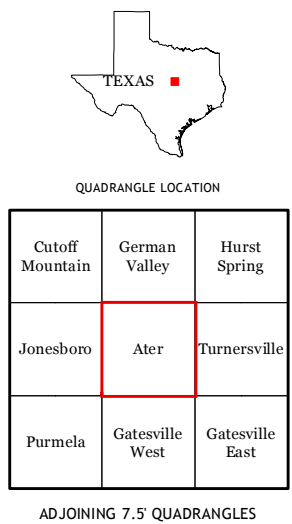 TEXAS
QUADRANGLE LOCATION
Cutoff Mountain
German Valley
Hurst Spring
Jonesboro
Ater
Turnersville
Purmela
Gatesville West
Gatesville East
ADJOINING 7.5' QUADRANGLES